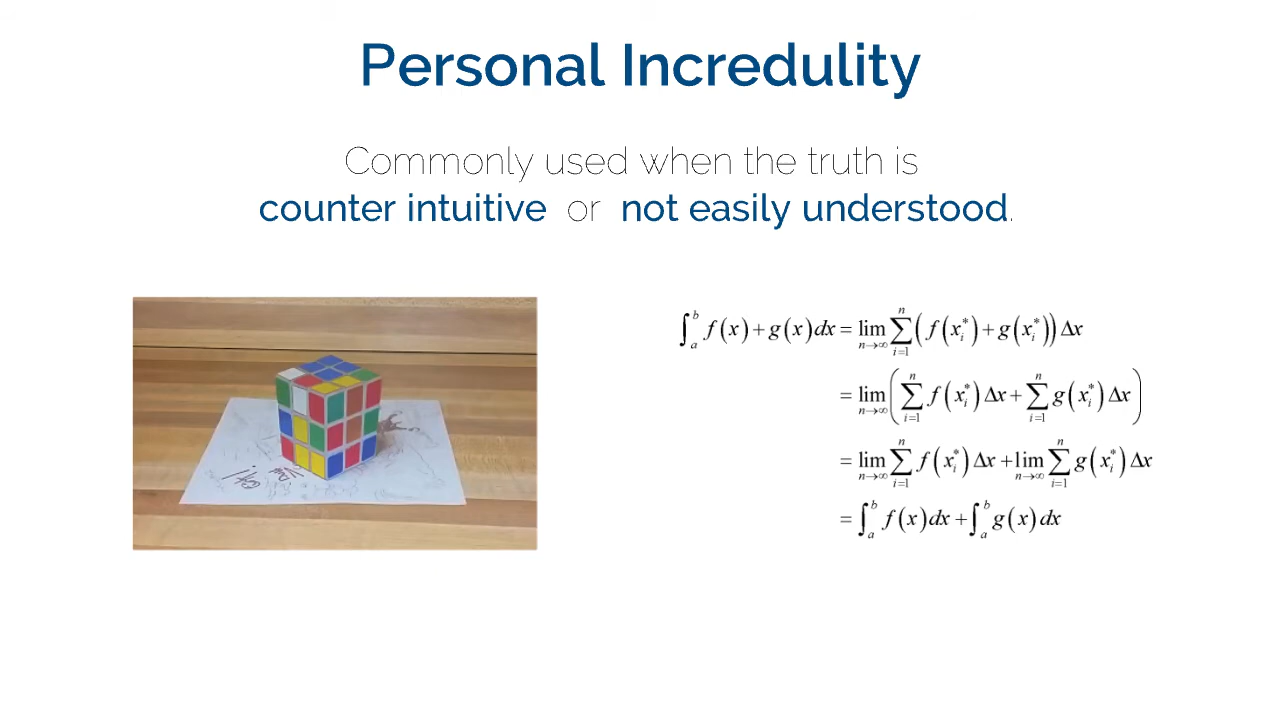 Personal Incredulity
Commonly used when the truth is
counter intuitive or not easily understood.
∫_a^b f(x)+g(x)dx = lim_{n→∞} ∑_{i=1}^n (f(x_i^*)+g(x_i^*))Δx
= lim_{n→∞} (∑_{i=1}^n f(x_i^*)Δx+∑_{i=1}^n g(x_i^*)Δx)
= lim_{n→∞} ∑_{i=1}^n f(x_i^*)Δx+lim_{n→∞} ∑_{i=1}^n g(x_i^*)Δx
= ∫_a^b f(x)dx+∫_a^b g(x)dx